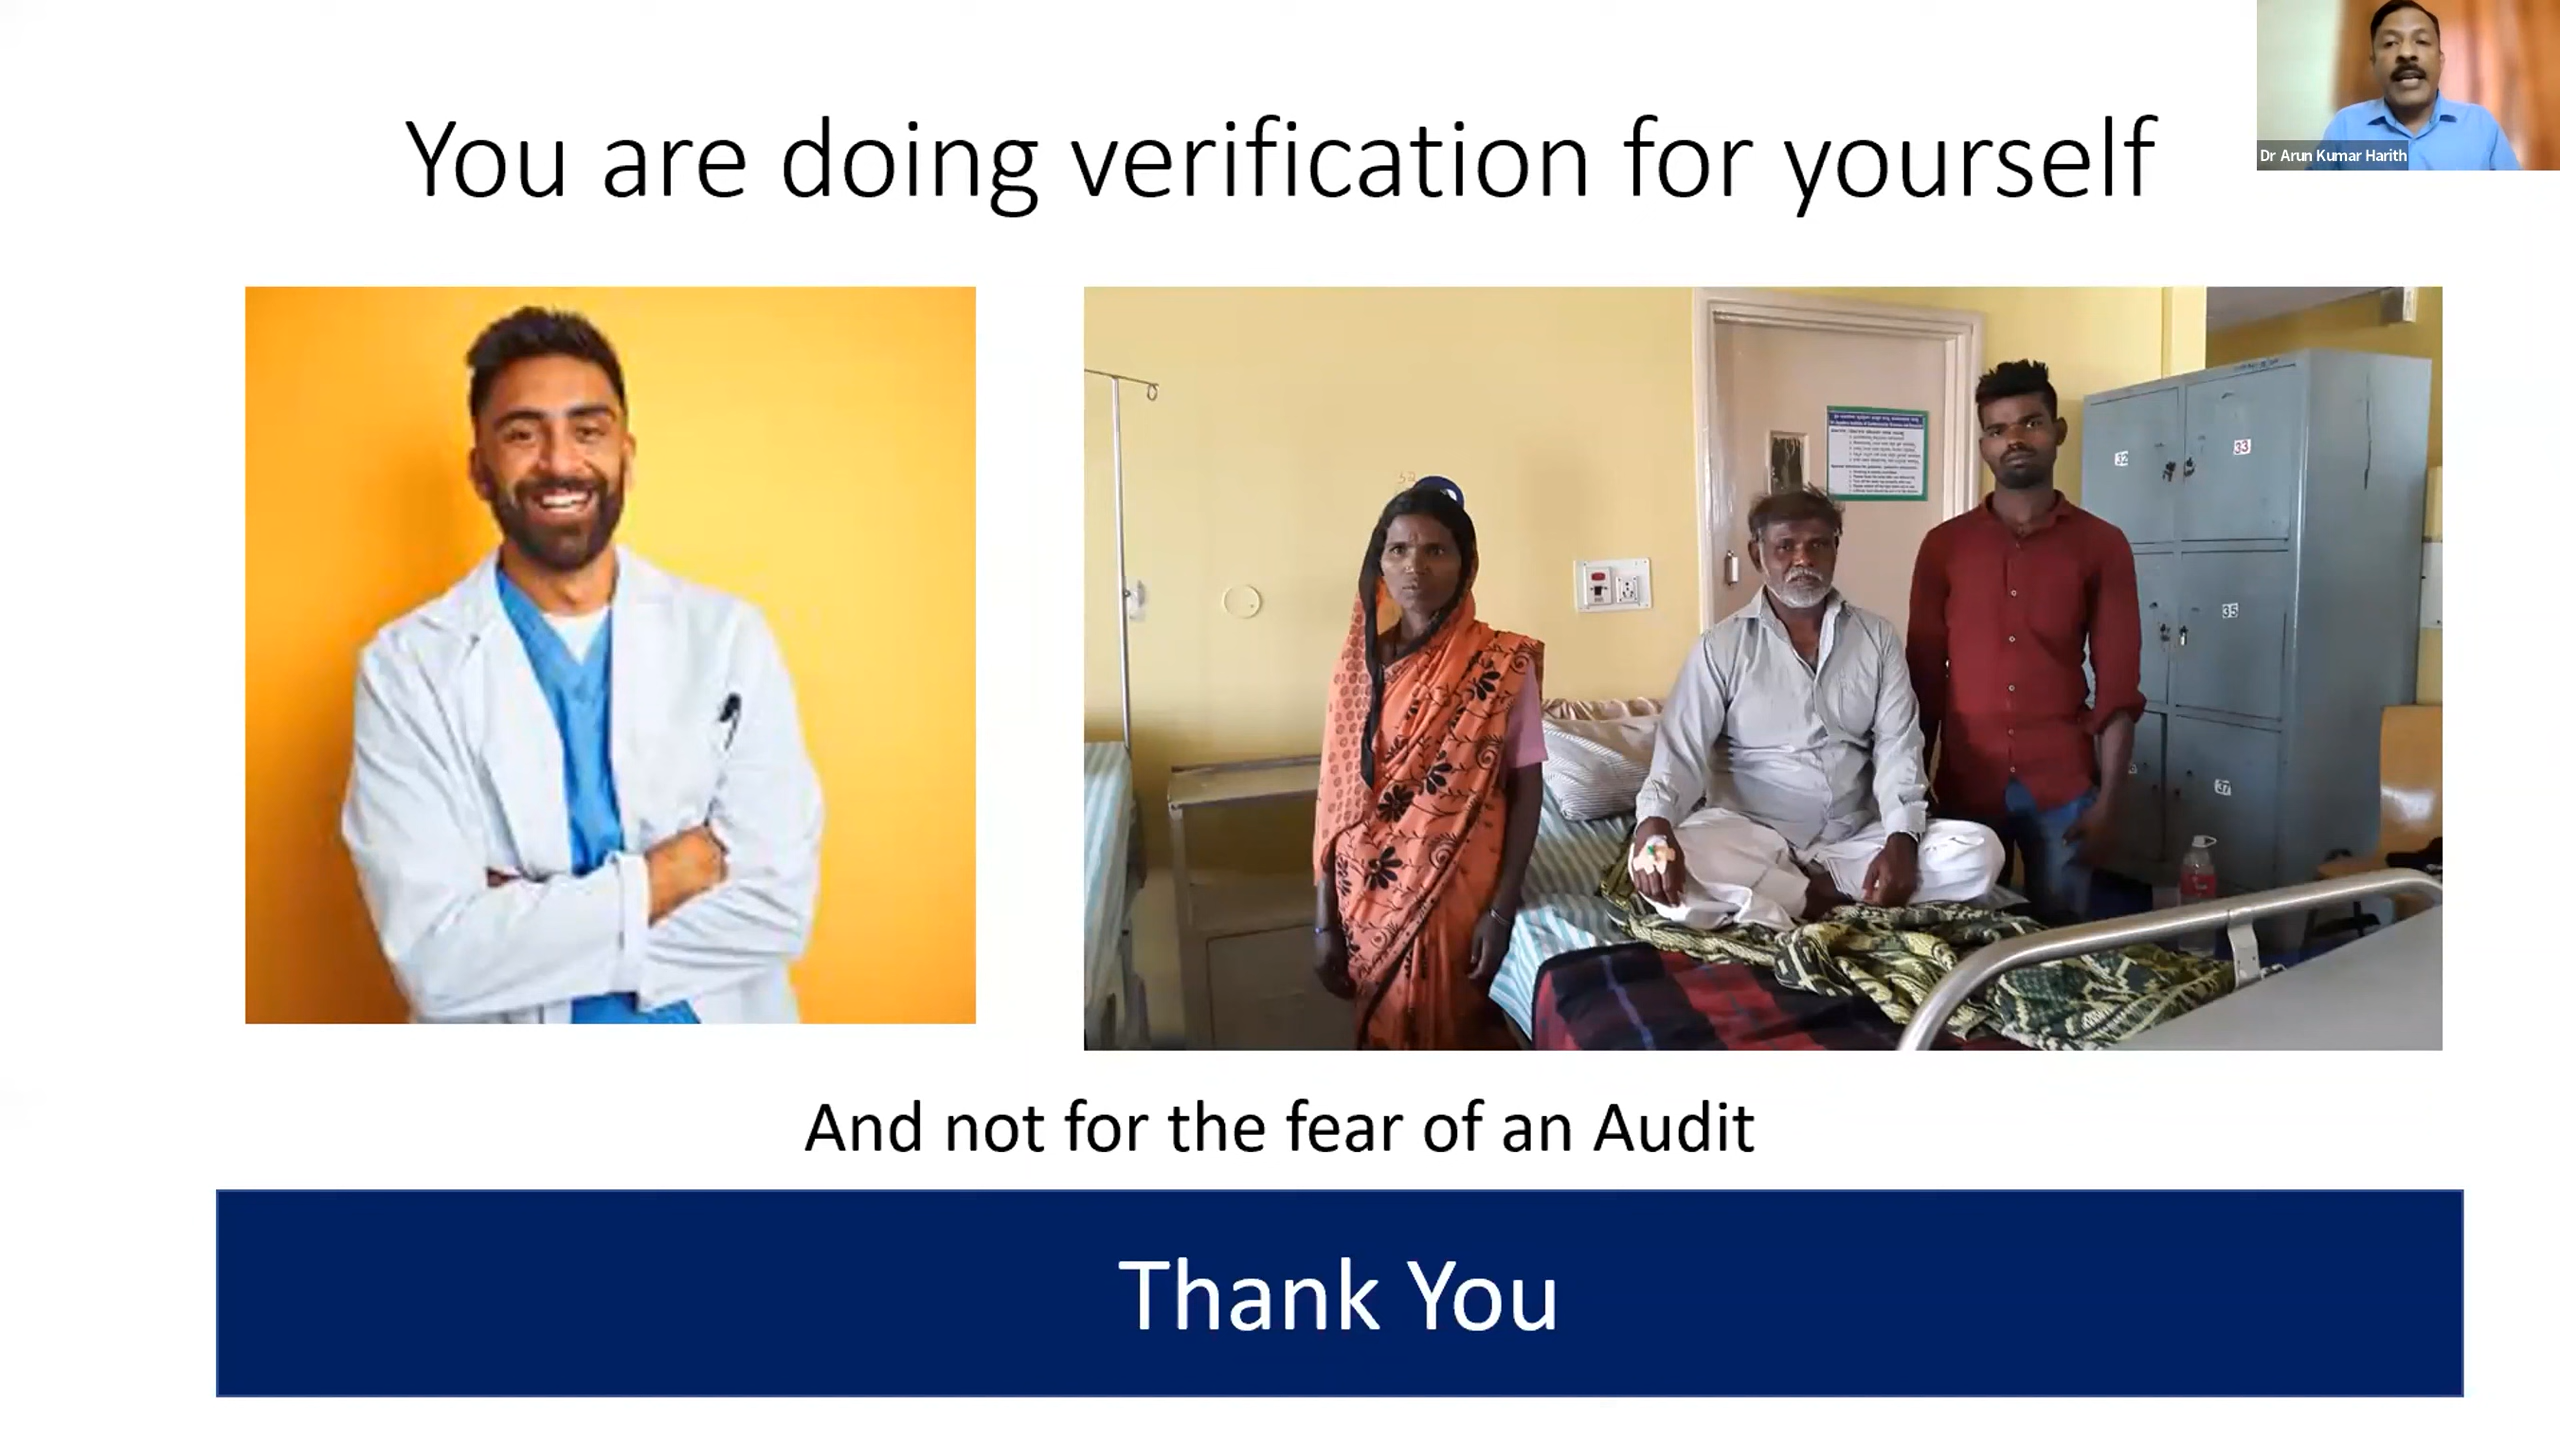 You are doing verification for yourself
Dr Arun Kumar Harith
32
33
35
37
And not for the fear of an Audit
Thank You